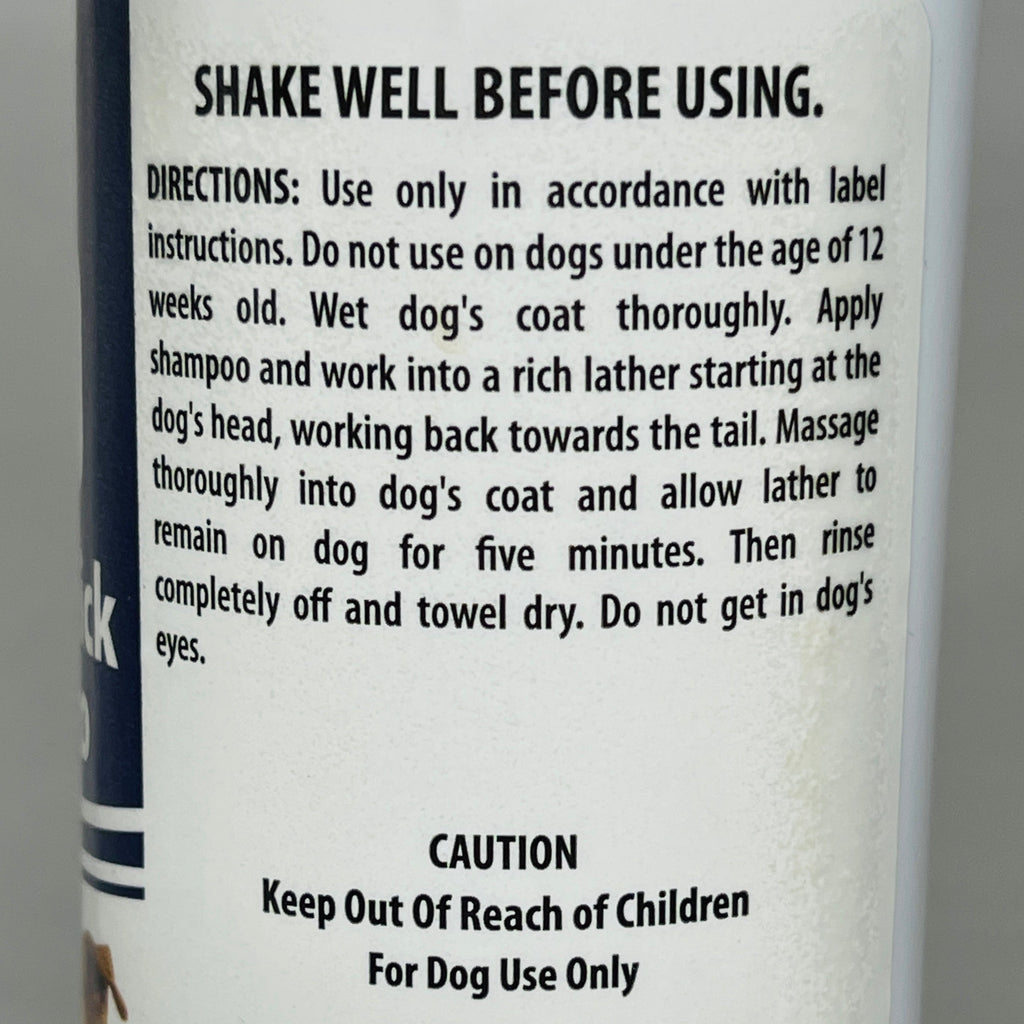 SHAKE WELL BEFORE USING.
DIRECTIONS: Use only in accordance with label
instructions. Do not use on dogs under the age of 12
weeks old. Wet dog's coat thoroughly. Apply
shampoo and work into a rich lather starting at the
dog's head, working back towards the tail. Massage
thoroughly into dog's coat and allow lather to
remain on dog for five minutes. Then rinse
completely off and towel dry. Do not get in dog's
eyes.
CAUTION
Keep Out Of Reach of Children
For Dog Use Only